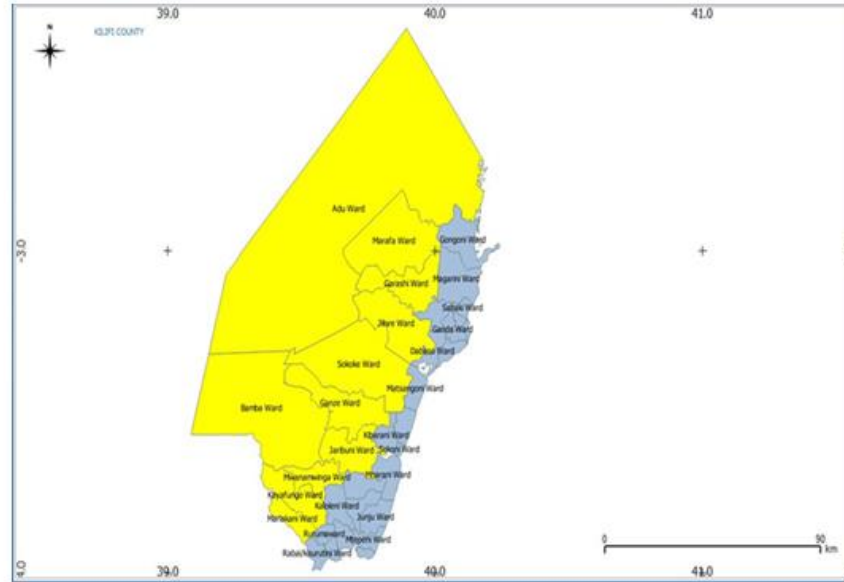 39.0
40.0
41.0
N
KILIFI COUNTY
Adu Ward
Marafa Ward
Gongoni Ward
-3.0
Magarini Ward
Garashi Ward
Sabaki Ward
Jilore Ward
Ganda Ward
Dabaso Ward
Sokoke Ward
Matsangoni Ward
Ganze Ward
Bamba Ward
Kibarani Ward
Jaribuni Ward
Sokoni Ward
Mwanamwinga Ward
Mnarani Ward
Kayafungo Ward
Kaloleni Ward
Mariakani Ward
Junju Ward
Ruruma ward
Mtepeni Ward
Rabai/kisurutini Ward
0
90
km
4.0
39.0
40.0
41.0